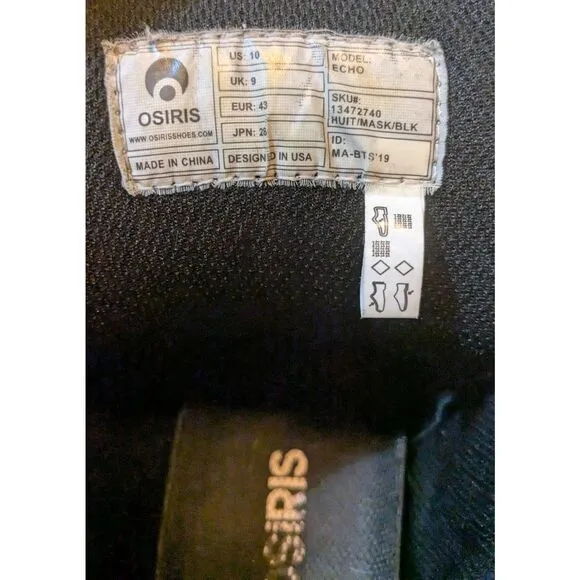 OSIRIS
WWW.OSIRISSHOES.COM
MADE IN CHINA
US: 10
UK: 9
EUR: 43
JPN: 28
DESIGNED IN USA
MODEL:
ECHO
SKU#:
13472740
HUIT/MASK/BLK
ID:
MA-BTS'19
OSIRIS